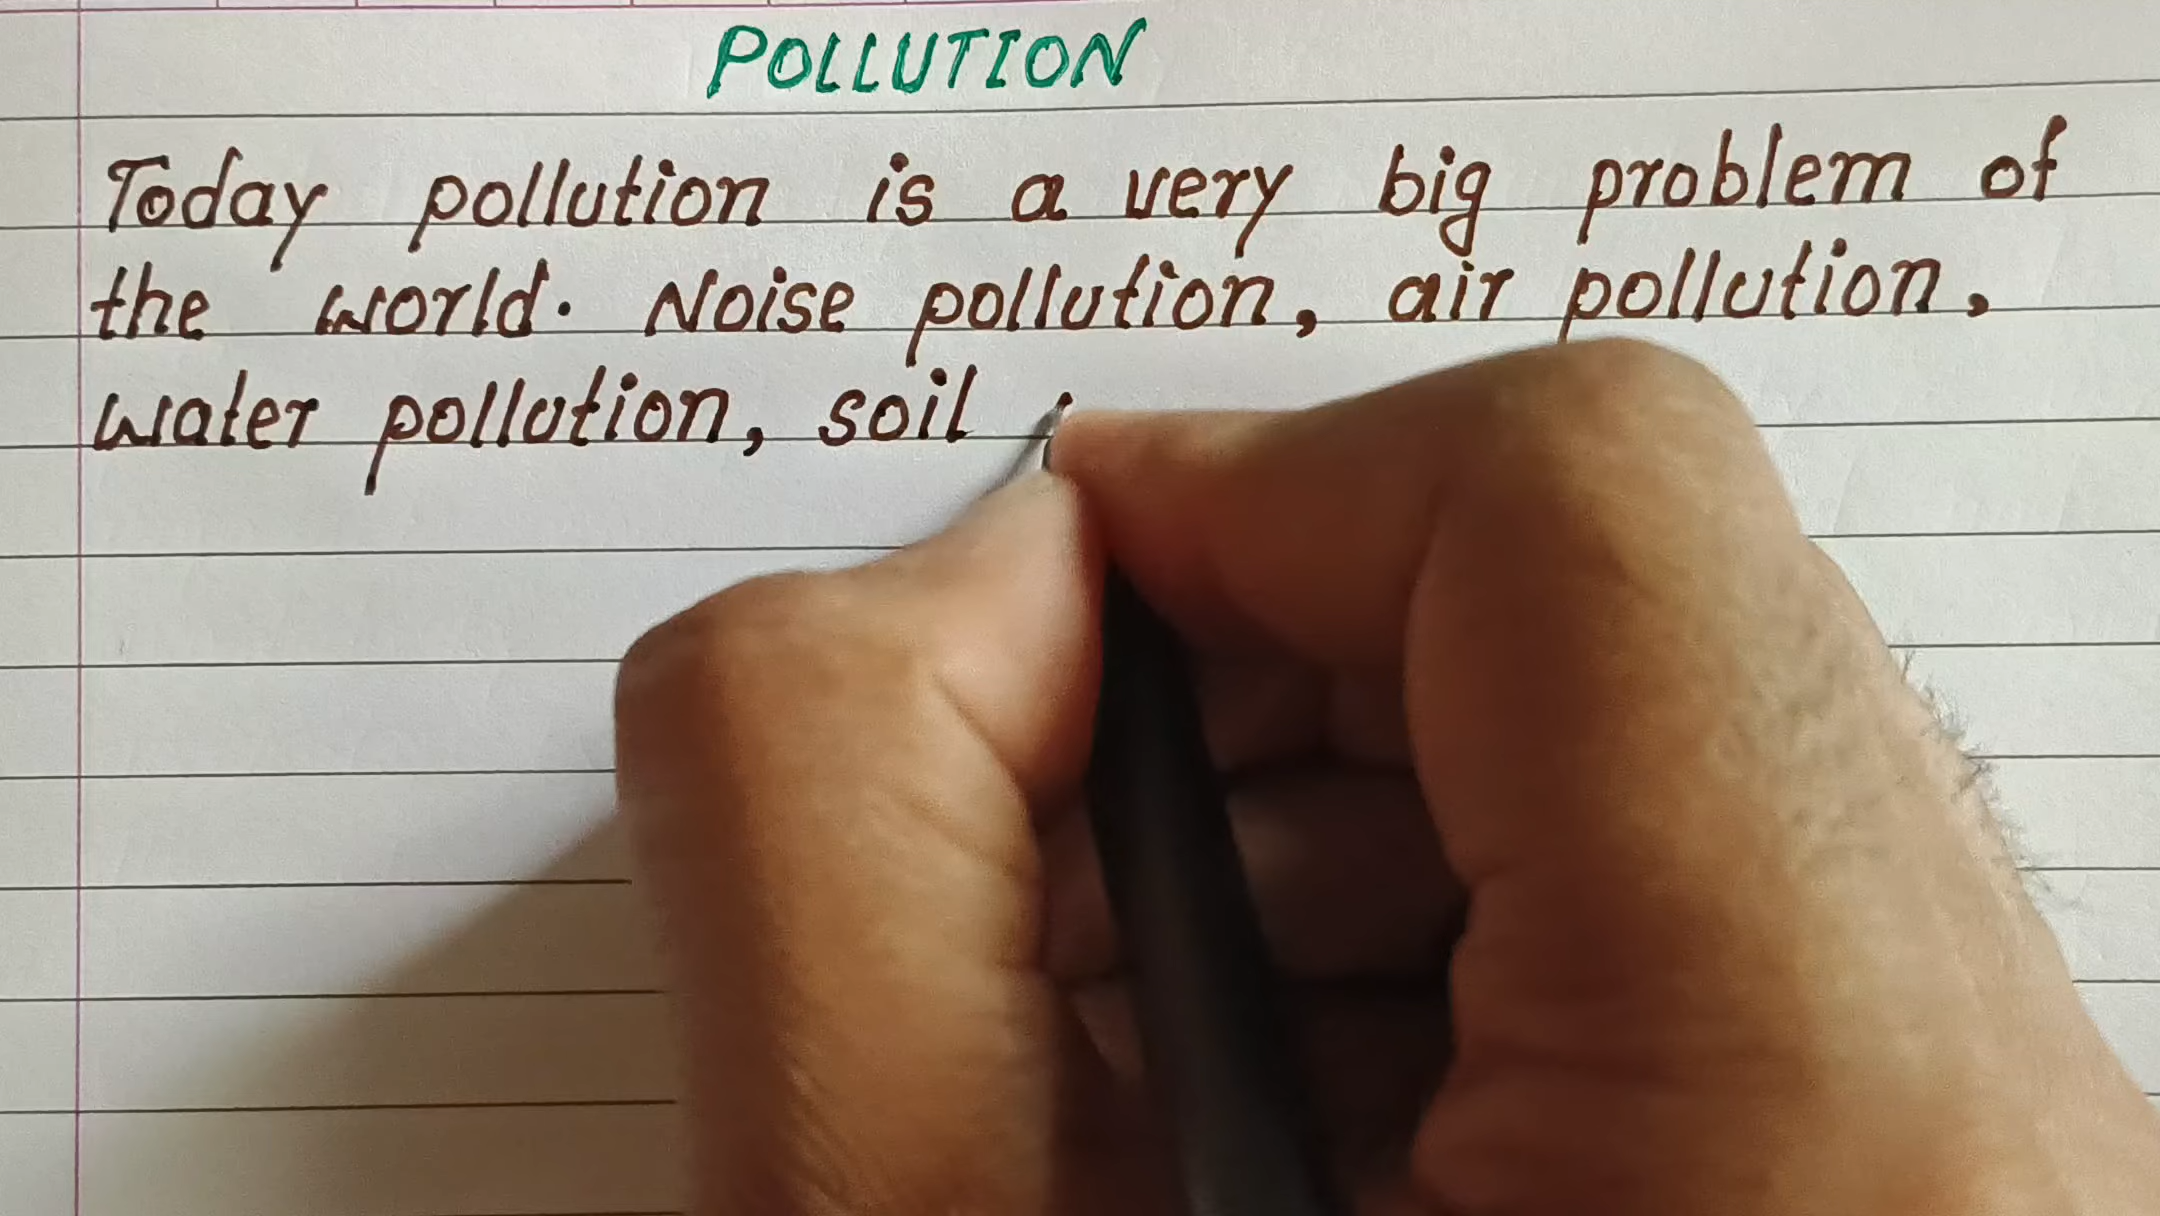 POLLUTION
Today pollution is a very big problem of
the world. Noise pollution, air pollution,
water pollution, soil